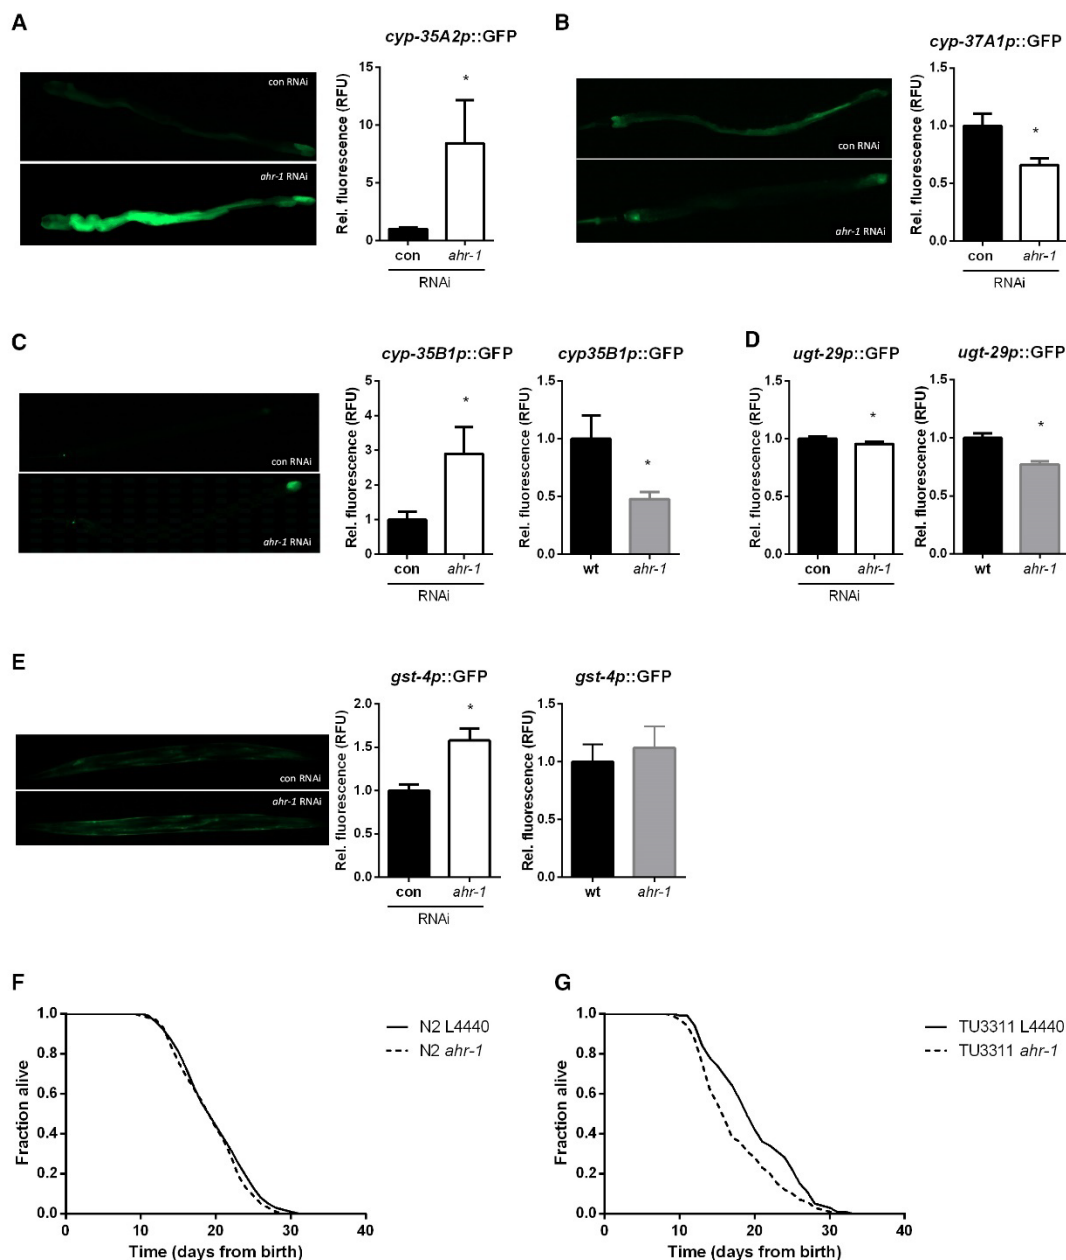 A
cyp-35A2p::GFP
con RNAi
ahr-1 RNAi
Rel. fluorescence (RFU)
15
10
5
0
*
con ahr-1
RNAi
B
cyp-37A1p::GFP
con RNAi
ahr-1 RNAi
Rel. fluorescence (RFU)
1.5
1.0
0.5
0.0
*
con ahr-1
RNAi
C
con RNAi
ahr-1 RNAi
cyp-35B1p::GFP
Rel. fluorescence (RFU)
5
4
3
2
1
0
*
con ahr-1
RNAi
cyp35B1p::GFP
Rel. fluorescence (RFU)
1.5
1.0
0.5
0.0
*
wt ahr-1
D
ugt-29p::GFP
Rel. fluorescence (RFU)
1.5
1.0
0.5
0.0
*
con ahr-1
RNAi
ugt-29p::GFP
Rel. fluorescence (RFU)
1.5
1.0
0.5
0.0
*
wt ahr-1
E
con RNAi
ahr-1 RNAi
gst-4p::GFP
Rel. fluorescence (RFU)
2.0
1.5
1.0
0.5
0.0
*
con ahr-1
RNAi
gst-4p::GFP
Rel. fluorescence (RFU)
1.5
1.0
0.5
0.0
wt ahr-1
F
Fraction alive
1.0
0.8
0.6
0.4
0.2
0.0
0 10 20 30 40
Time (days from birth)
N2 L4440
N2 ahr-1
G
Fraction alive
1.0
0.8
0.6
0.4
0.2
0.0
0 10 20 30 40
Time (days from birth)
TU3311 L4440
TU3311 ahr-1